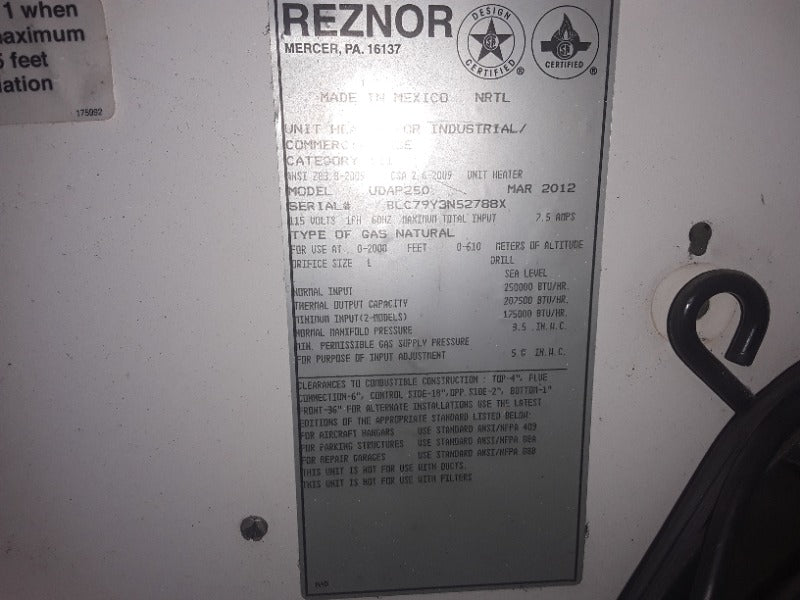 1 when
maximum
feet
ation
175992
REZNOR
MERCER, PA. 16137
DESIGN CERTIFIED ®
CERTIFIED ®
MADE IN MEXICO NRTL
UNIT INDUSTRIAL/
CATEGORY
ANSI Z83.8-2009 CSA 2.6-2009 UNIT HEATER
MODEL UDAP250 MAR 2012
SERIAL# BLC79Y3N52788X
115 VOLTS 1PH 60HZ MAXIMUM TOTAL INPUT 7.5 AMPS
TYPE OF GAS NATURAL
FOR USE AT 0-2000 FEET 0-610 METERS OF ALTITUDE
ORIFICE SIZE L DRILL
SEA LEVEL
NORMAL INPUT 250000 BTU/HR.
THERMAL OUTPUT CAPACITY 207500 BTU/HR.
MINIMUM INPUT(2-MODELS) 175000 BTU/HR.
NORMAL MANIFOLD PRESSURE 3.5 IN.W.C.
MIN. PERMISSIBLE GAS SUPPLY PRESSURE
FOR PURPOSE OF INPUT ADJUSTMENT 5.0 IN.W.C.
CLEARANCES TO COMBUSTIBLE CONSTRUCTION : TOP-4", FLUE
CONNECTION-6", CONTROL SIDE-18",OPP SIDE-2", BOTTOM-1"
FRONT-36" FOR ALTERNATE INSTALLATIONS USE THE LATEST
EDITIONS OF THE APPROPRIATE STANDARD LISTED BELOW:
FOR AIRCRAFT HANGARS USE STANDARD ANSI/NFPA 409
FOR PARKING STRUCTURES USE STANDARD ANSI/NFPA 88A
FOR REPAIR GARAGES USE STANDARD ANSI/NFPA 88B
THIS UNIT IS NOT FOR USE WITH DUCTS.
THIS UNIT IS NOT FOR USE WITH FILTERS